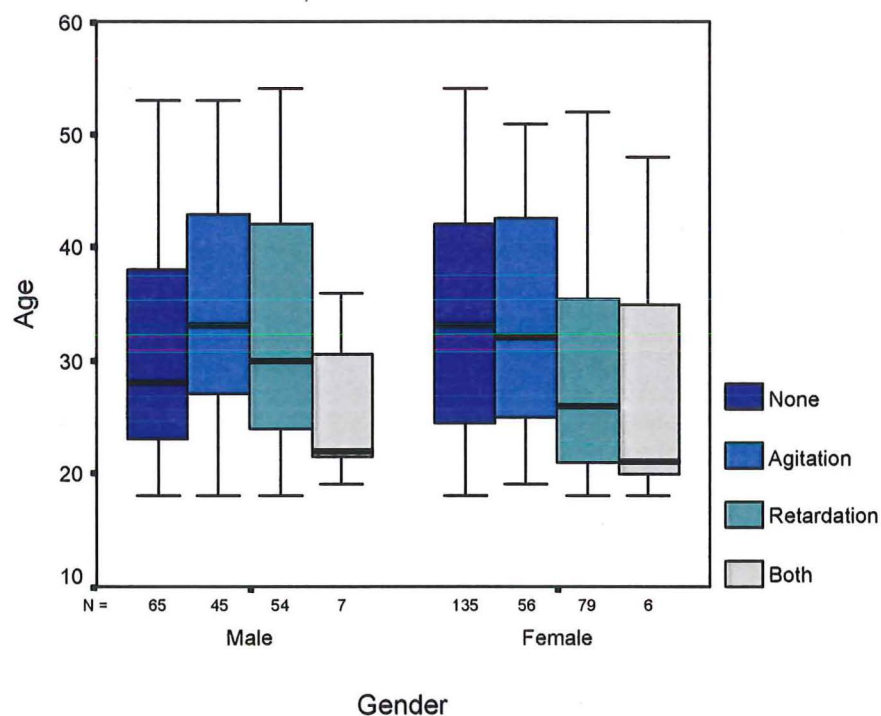 60
50
40
30
20
10
Age
N = 65 45 54 7 135 56 79 6
Male Female
Gender
None
Agitation
Retardation
Both